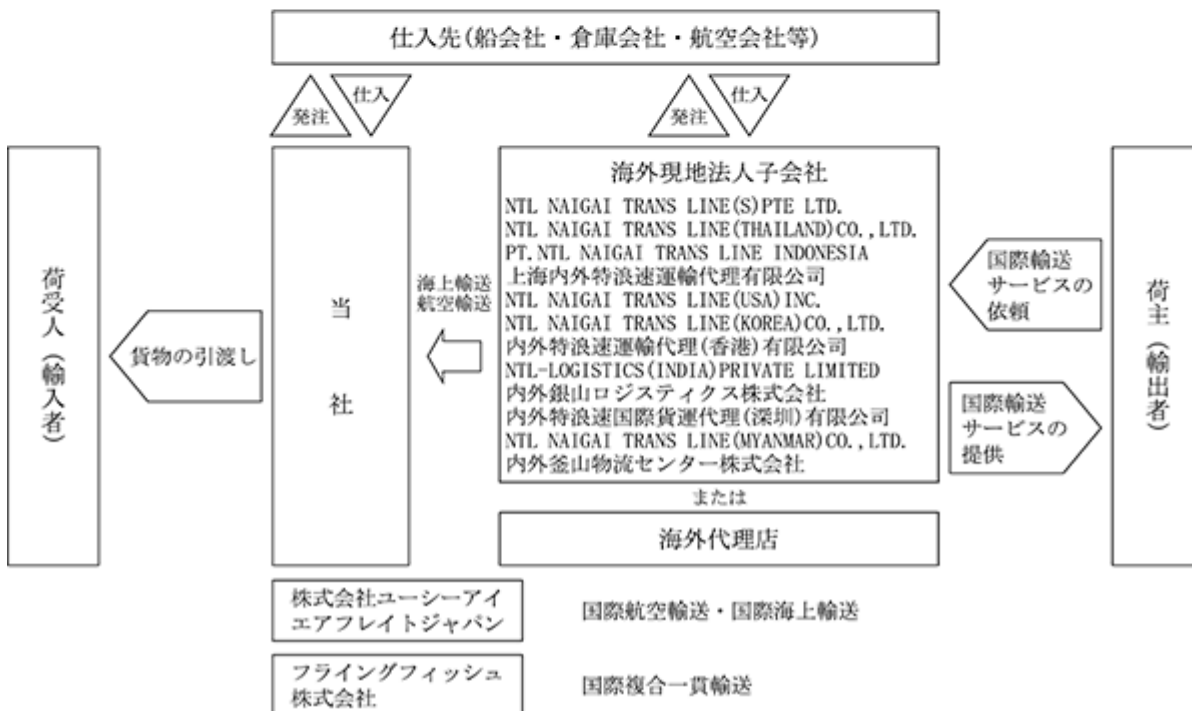 仕入先(船会社・倉庫会社・航空会社等)
発注
仕入
発注
仕入
荷受人(輸入者)
貨物の引渡し
当社
海上輸送
航空輸送
海外現地法人子会社
NTL NAIGAI TRANS LINE(S)PTE LTD.
NTL NAIGAI TRANS LINE(THAILAND)CO.,LTD.
PT.NTL NAIGAI TRANS LINE INDONESIA
上海内外特浪速運輸代理有限公司
NTL NAIGAI TRANS LINE(USA)INC.
NTL NAIGAI TRANS LINE(KOREA)CO.,LTD.
内外特浪速運輸代理(香港)有限公司
NTL-LOGISTICS(INDIA)PRIVATE LIMITED
内外銀山ロジスティクス株式会社
内外特浪速国際貨運代理(深圳)有限公司
NTL NAIGAI TRANS LINE(MYANMAR)CO.,LTD.
内外釜山物流センター株式会社
または
海外代理店
国際輸送
サービスの
依頼
国際輸送
サービスの
提供
荷主(輸出者)
株式会社ユーシーアイ
エアフレイトジャパン
国際航空輸送・国際海上輸送
フライングフィッシュ
株式会社
国際複合一貫輸送